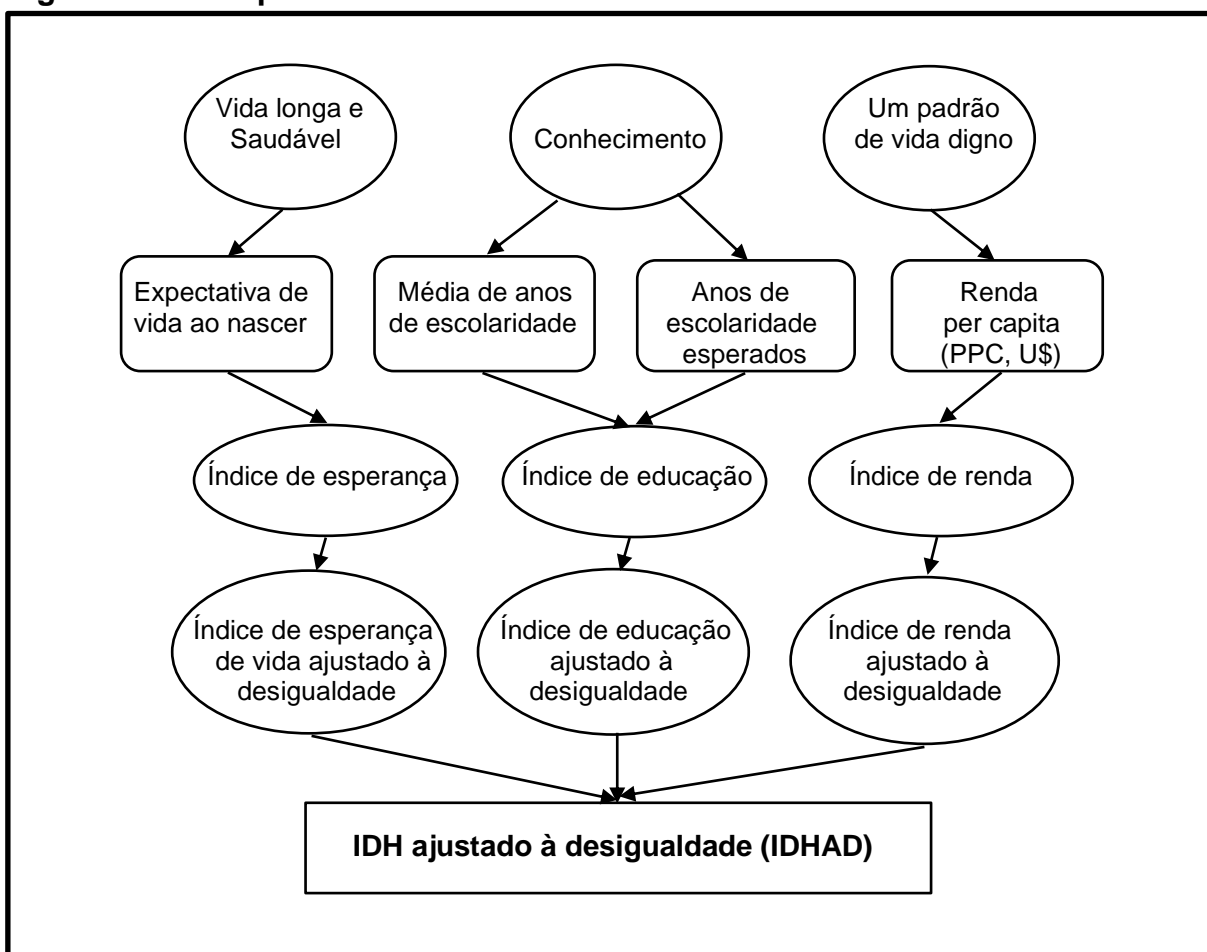 Vida longa e
Saudável
Conhecimento
Um padrão
de vida digno
Expectativa de
vida ao nascer
Média de anos
de escolaridade
Anos de
escolaridade
esperados
Renda
per capita
(PPC, U$)
Índice de esperança
Índice de educação
Índice de renda
Índice de esperança
de vida ajustado à
desigualdade
Índice de educação
ajustado à
desigualdade
Índice de renda
ajustado à
desigualdade
IDH ajustado à desigualdade (IDHAD)